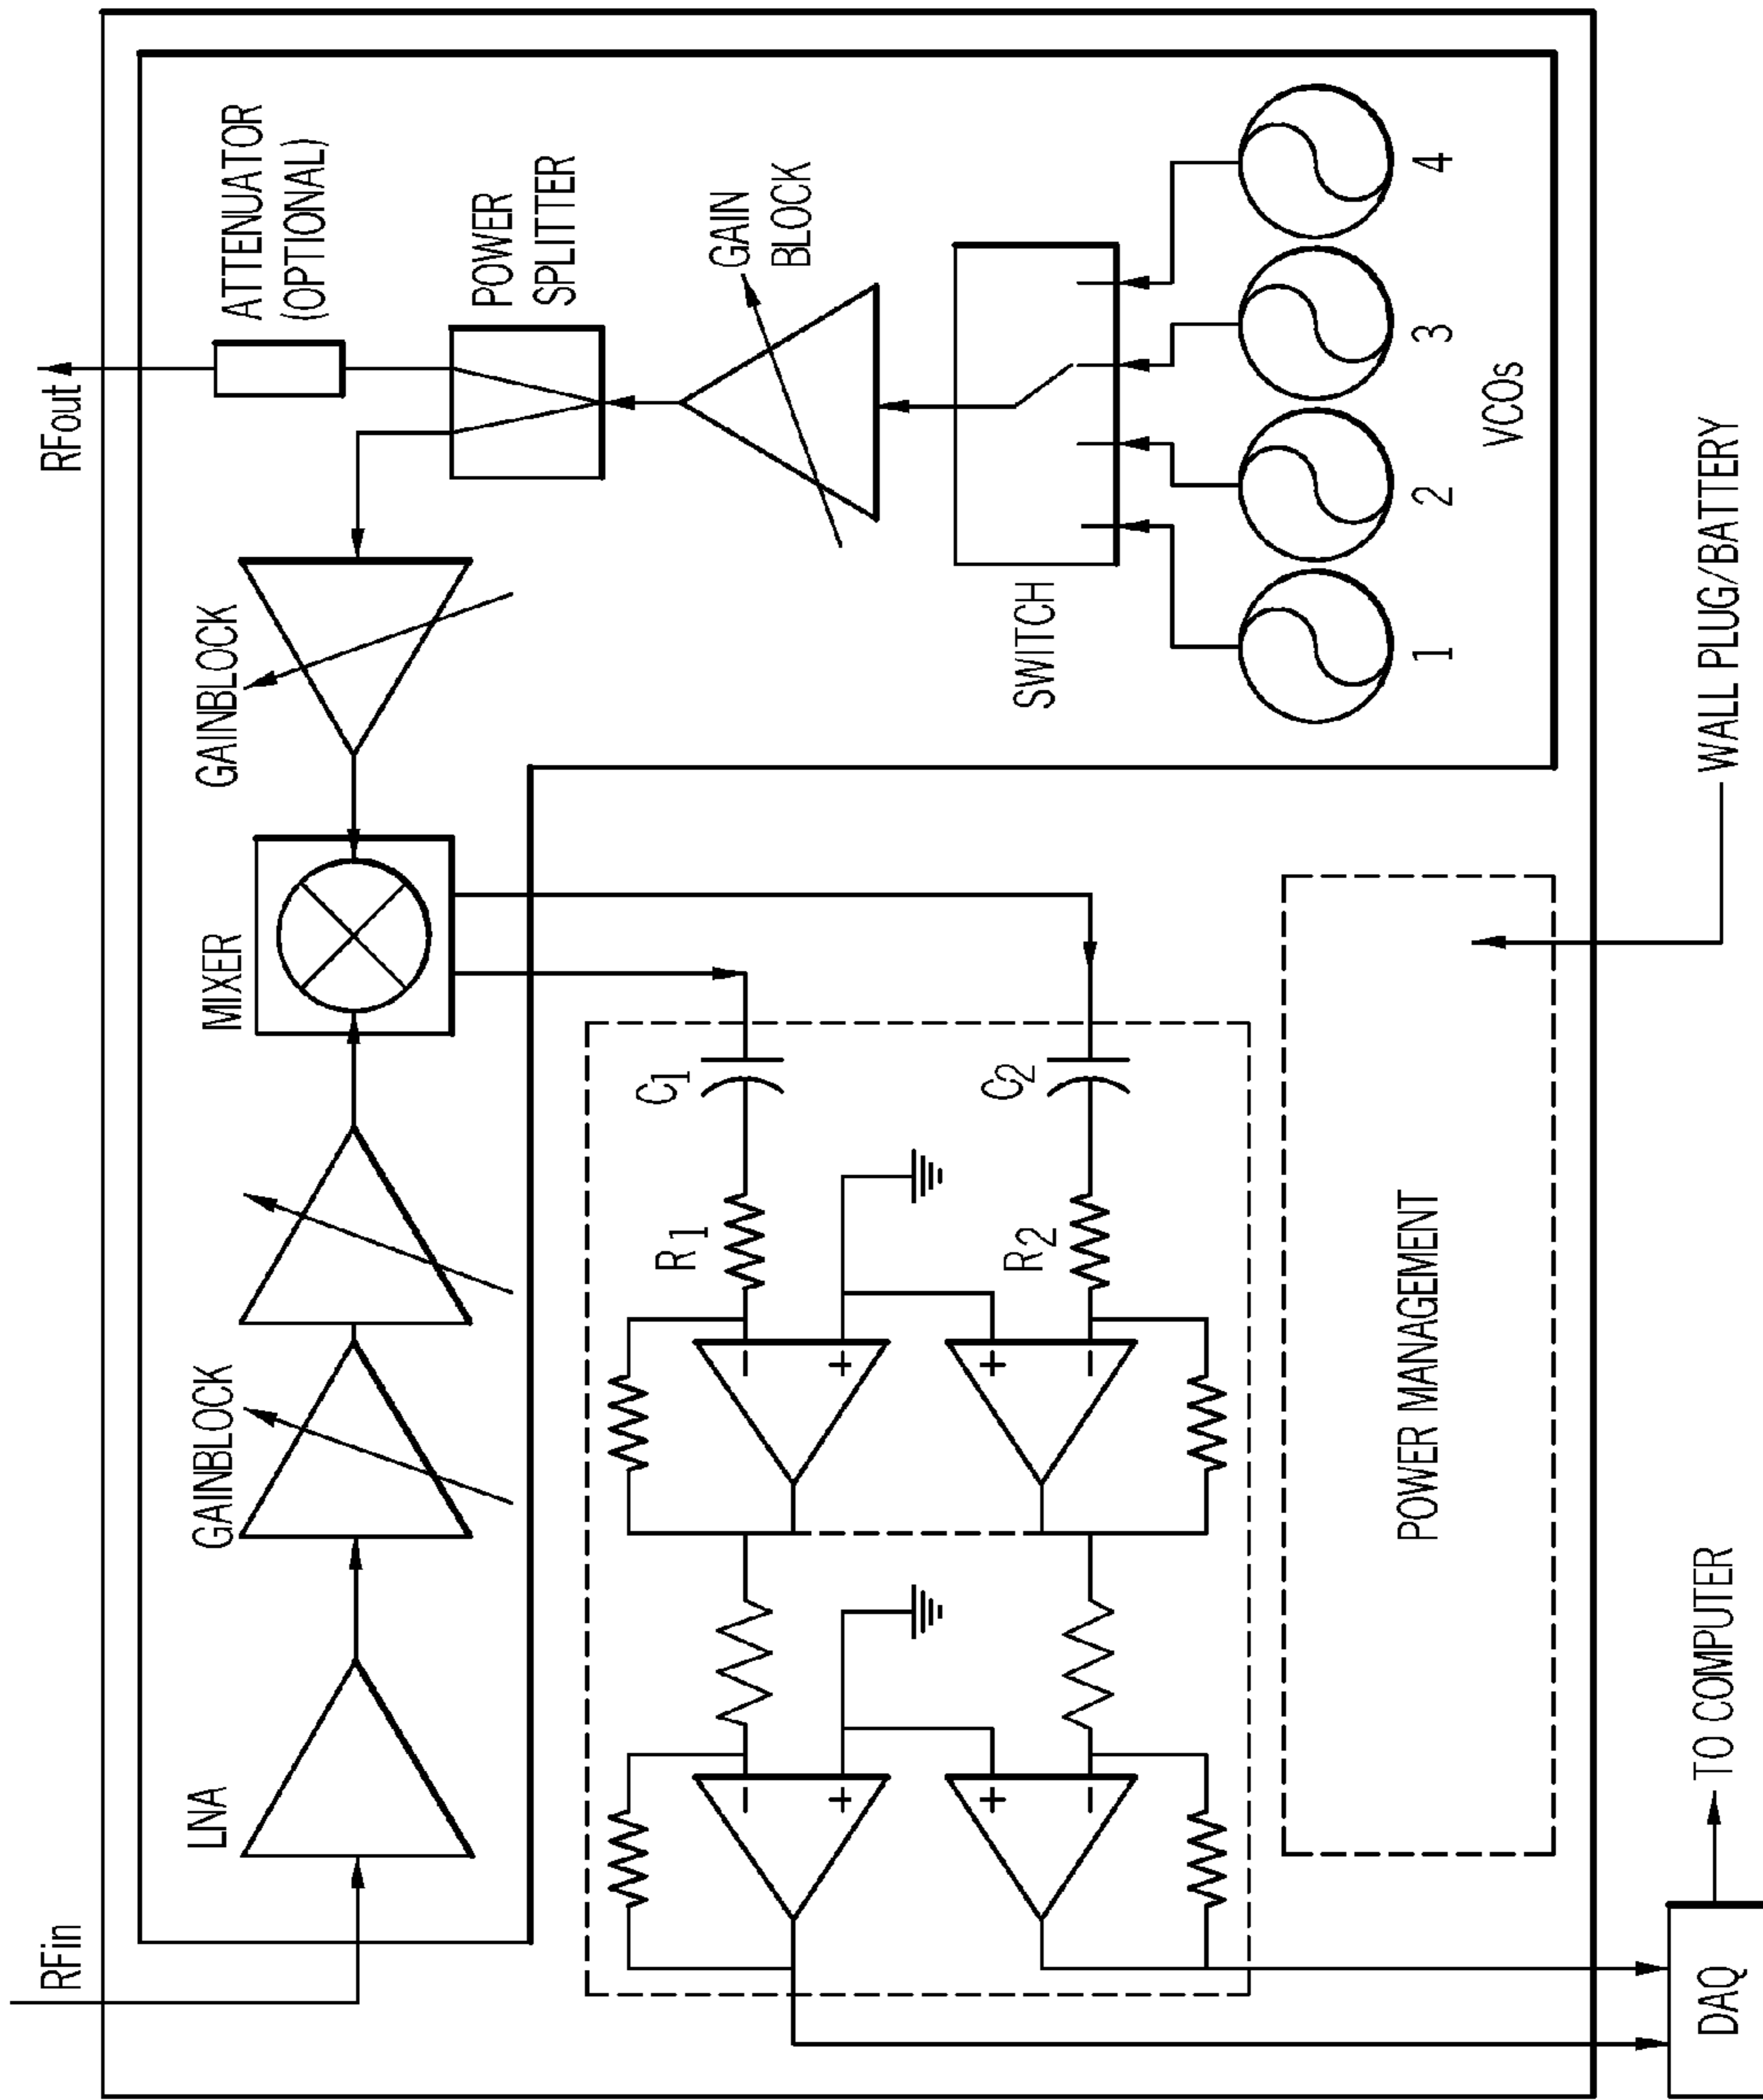 RFin
RFout
LNA
GAINBLOCK
MIXER
GAINBLOCK
ATTENUATOR
(OPTIONAL)
POWER
SPLITTER
R1
C1
GAIN
BLOCK
−
−
+
+
+
+
−
−
R2
C2
SWITCH
1
2
3
4
VCOs
POWER MANAGEMENT
DAQ
TO COMPUTER
WALL PLUG/BATTERY